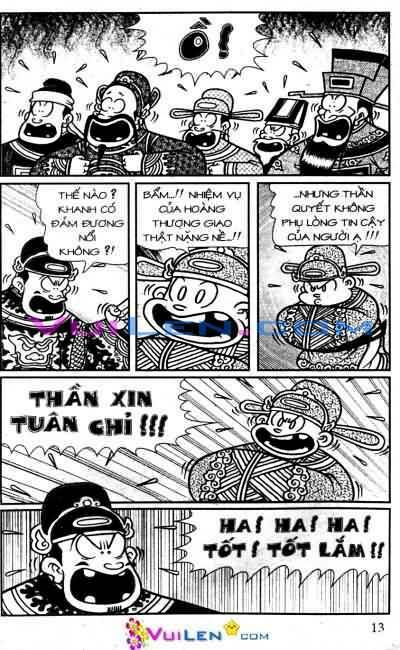 Ồ!
THẾ NÀO?
KHANH CÓ
ĐẢM ĐƯƠNG
NỔI
KHÔNG?!
BẨM...!! NHIỆM VỤ
CỦA HOÀNG
THƯỢNG GIAO
THẬT NẶNG NỀ...!!
...NHƯNG THẦN
QUYẾT KHÔNG
PHỤ LÒNG TIN CẬY
CỦA NGƯỜI Ạ!!!
VUILEN.COM
THẦN XIN
TUÂN CHỈ!!!
HA! HA! HA!
TỐT! TỐT LẮM!!
13
VUILEN.COM